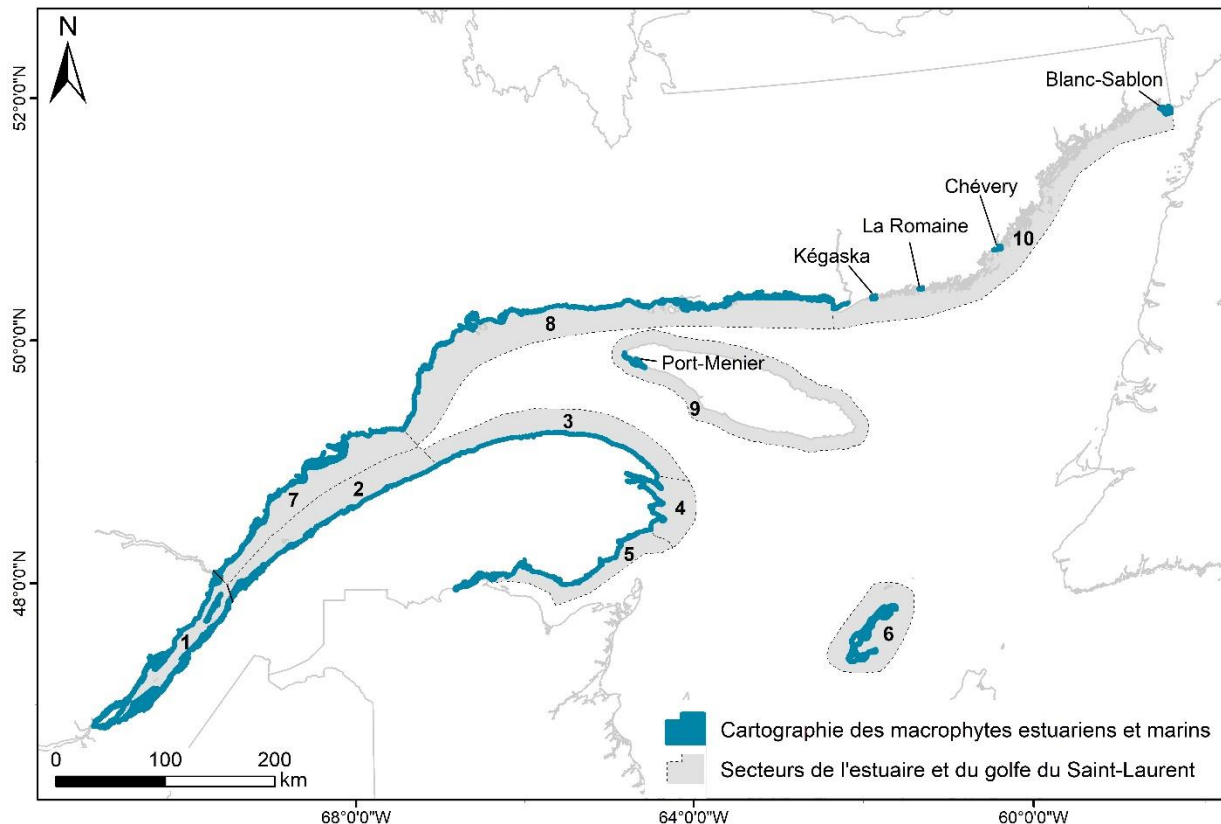 N
52°0'0"N
50°0'0"N
48°0'0"N
Blanc-Sablon
Chévery
La Romaine
Kégaska
10
8
Port-Menier
9
3
7
2
4
5
1
6
Cartographie des macrophytes estuariens et marins
Secteurs de l'estuaire et du golfe du Saint-Laurent
0 100 200
km
68°0'0"W 64°0'0"W 60°0'0"W